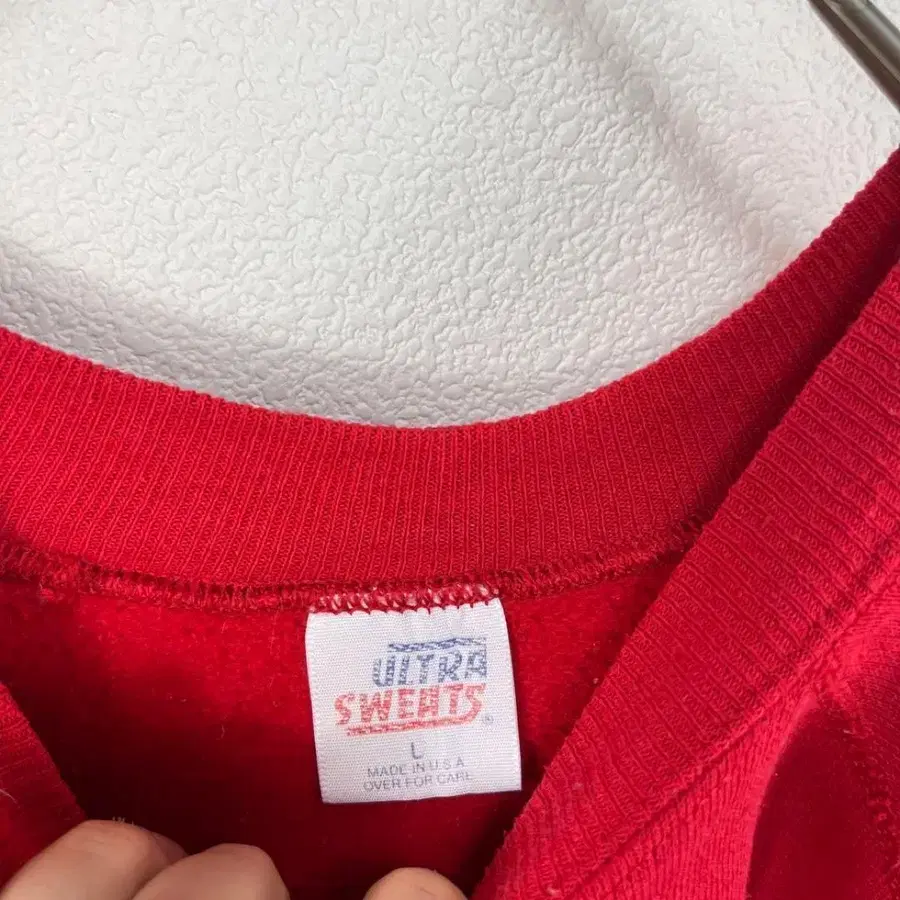 ULTRA
SWEATS®
L
MADE IN U.S.A
OVER FOR CARE